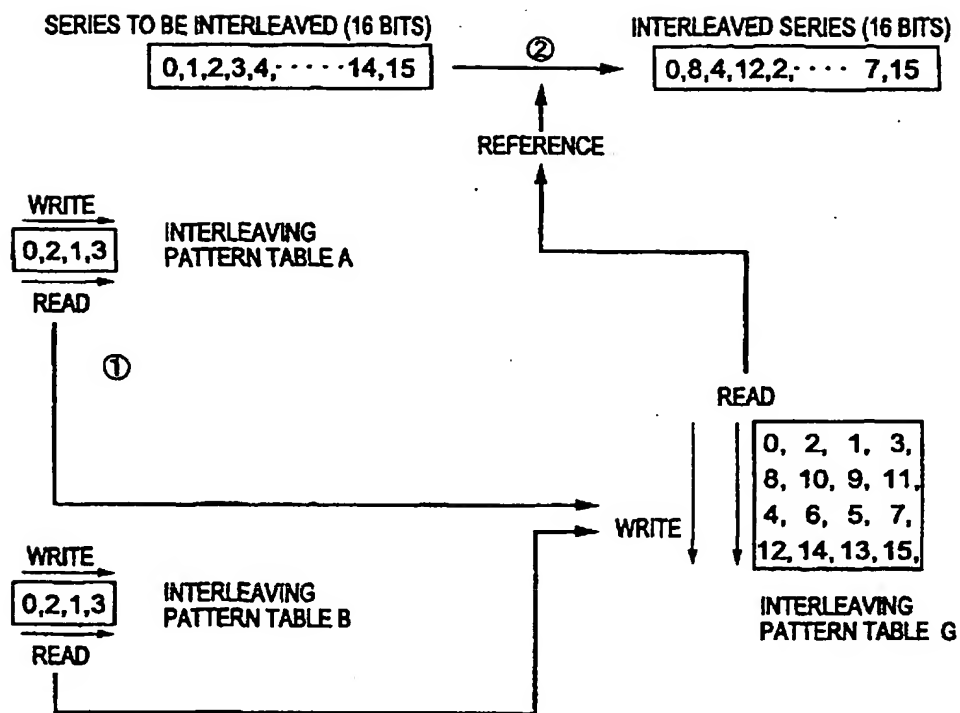 SERIES TO BE INTERLEAVED (16 BITS)
0,1,2,3,4,·····14,15
②
INTERLEAVED SERIES (16 BITS)
0,8,4,12,2,···· 7,15
REFERENCE
WRITE
0,2,1,3
READ
INTERLEAVING
PATTERN TABLE A
①
READ
0, 2, 1, 3,
8, 10, 9, 11,
4, 6, 5, 7,
12, 14, 13, 15,
WRITE
INTERLEAVING
PATTERN TABLE G
WRITE
0,2,1,3
READ
INTERLEAVING
PATTERN TABLE B